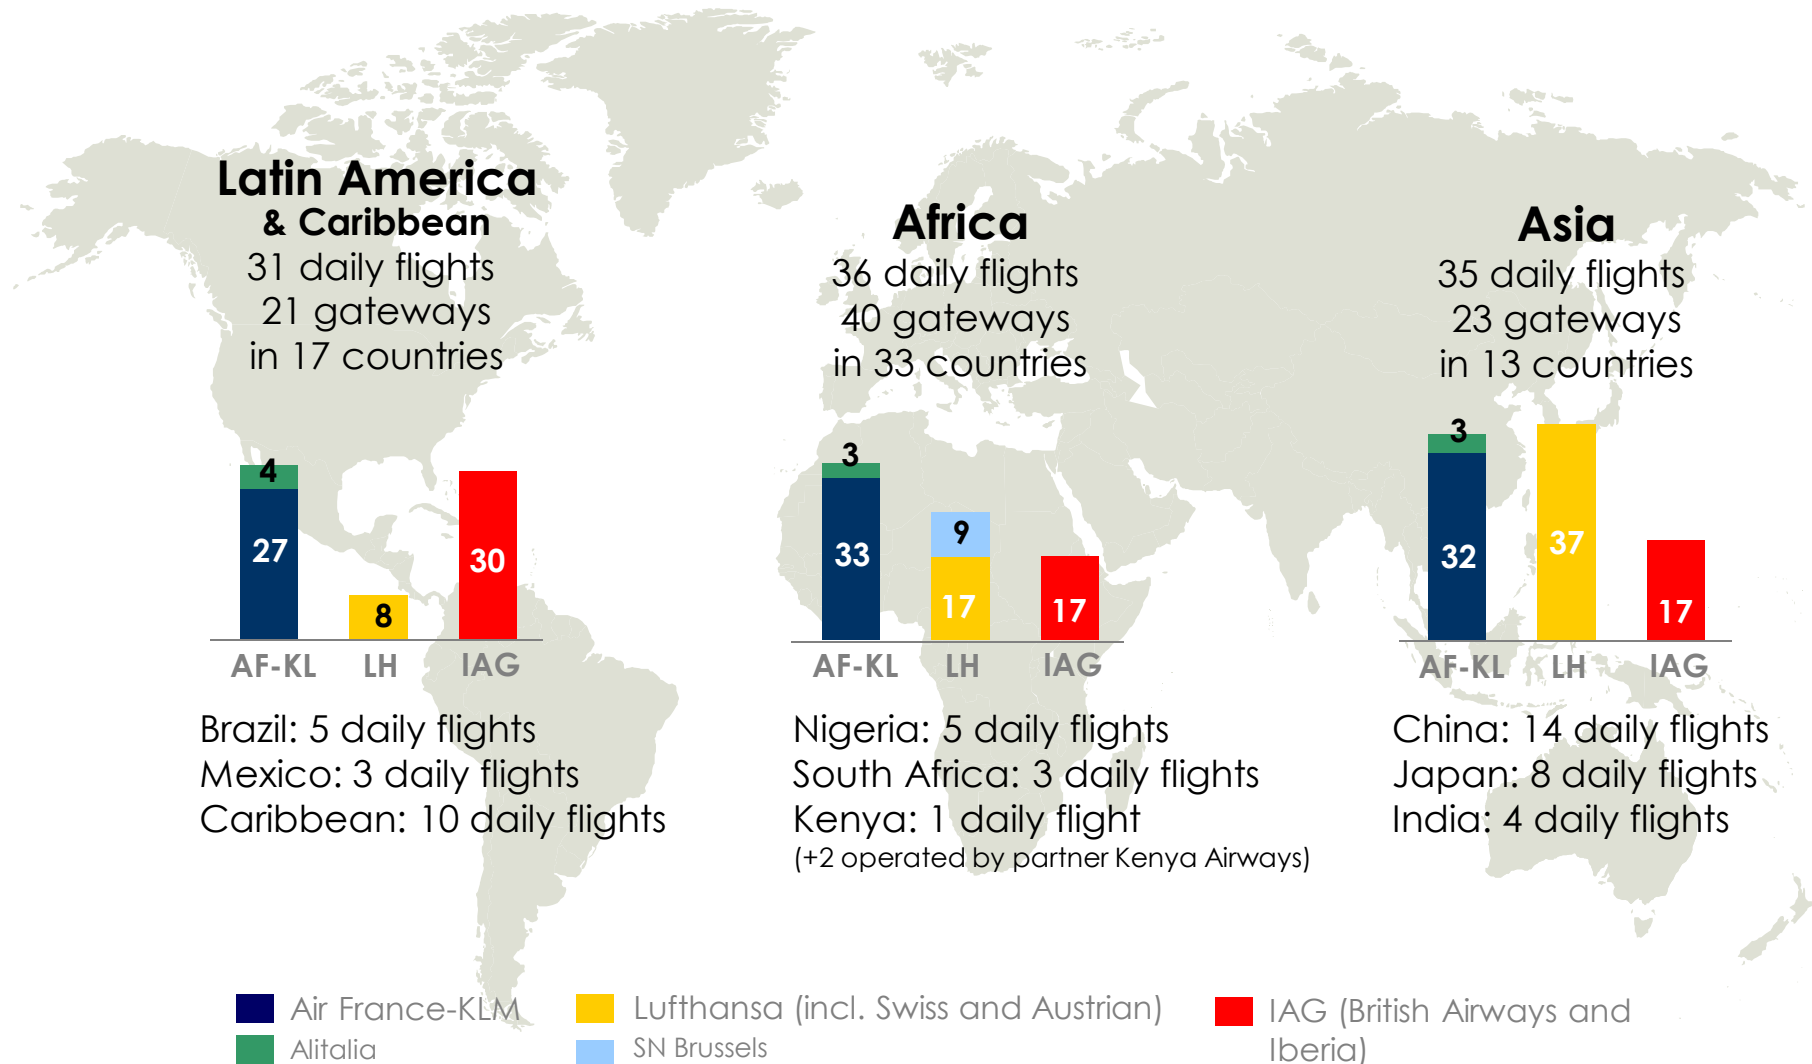 Latin America
& Caribbean
31 daily flights
21 gateways
in 17 countries
4
27
8
30
AF-KL LH IAG
Brazil: 5 daily flights
Mexico: 3 daily flights
Caribbean: 10 daily flights
Africa
36 daily flights
40 gateways
in 33 countries
3
33
9
17
17
AF-KL LH IAG
Nigeria: 5 daily flights
South Africa: 3 daily flights
Kenya: 1 daily flight
(+2 operated by partner Kenya Airways)
Asia
35 daily flights
23 gateways
in 13 countries
3
32
37
17
AF-KL LH IAG
China: 14 daily flights
Japan: 8 daily flights
India: 4 daily flights
Air France-KLM
Alitalia
Lufthansa (incl. Swiss and Austrian)
SN Brussels
IAG (British Airways and
Iberia)